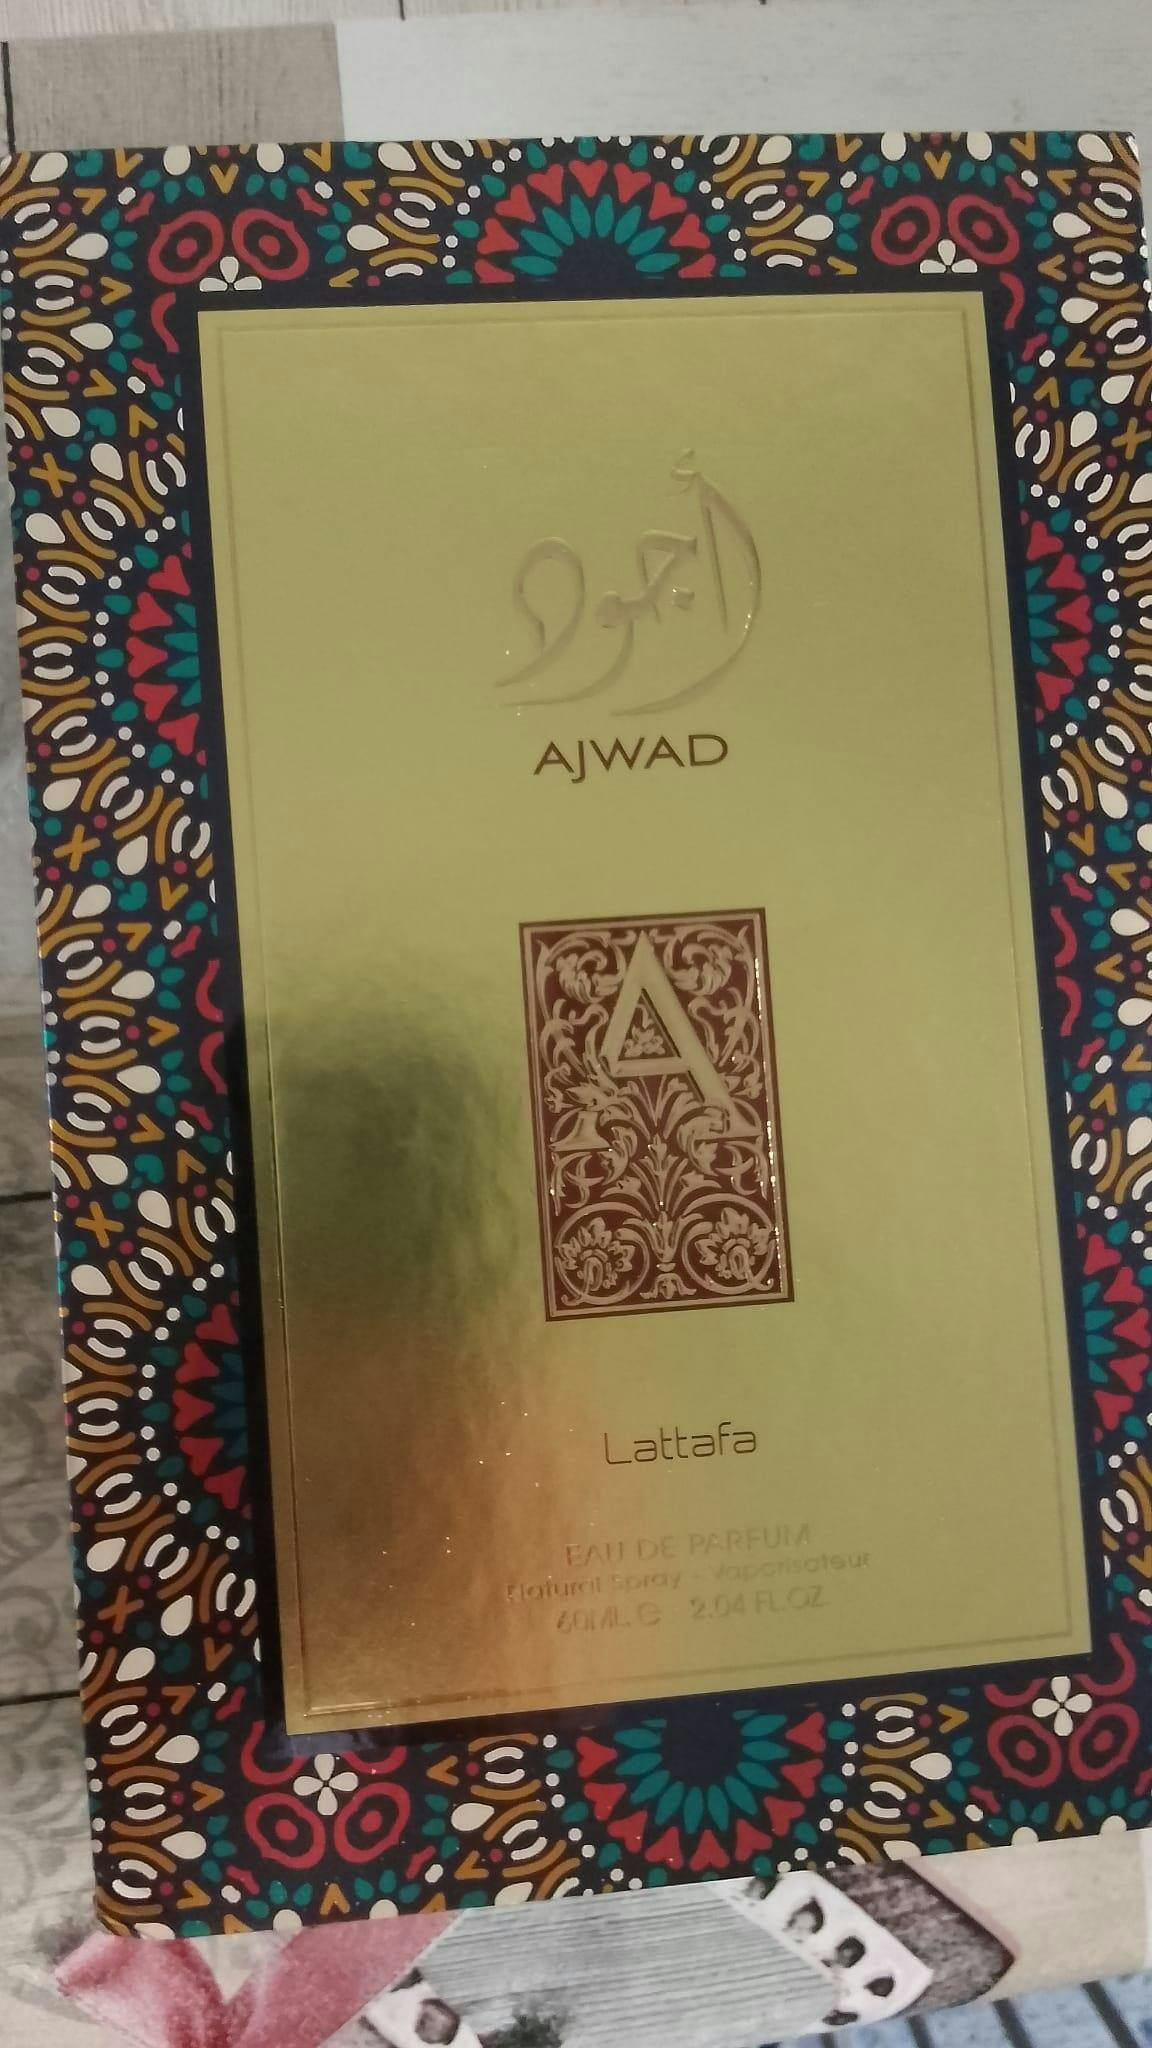 أجود
AJWAD
A
Lattafa
EAU DE PARFUM
Natural Spray - Vaporisateur
60ML.℮ 2.04 FL.OZ.